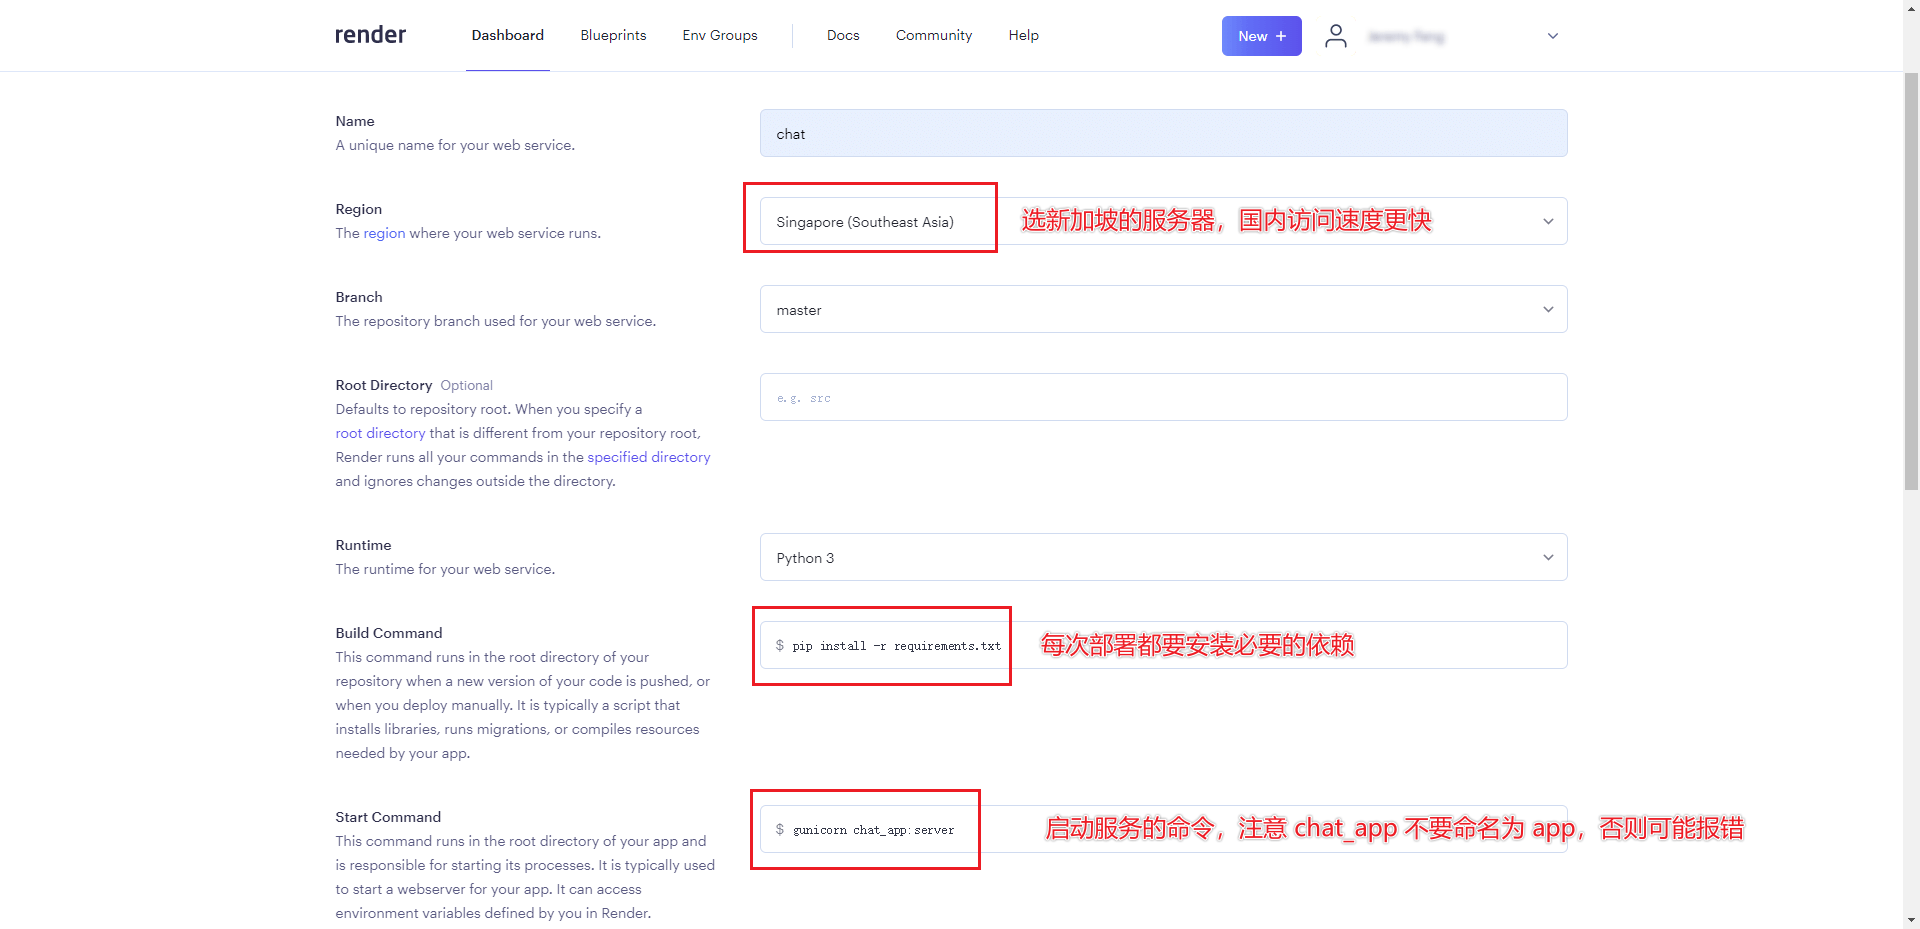 render Dashboard Blueprints Env Groups Docs Community Help New +
Name
A unique name for your web service.
chat
Region
The region where your web service runs.
Singapore (Southeast Asia)
选新加坡的服务器，国内访问速度更快
Branch
The repository branch used for your web service.
master
Root Directory Optional
Defaults to repository root. When you specify a
root directory that is different from your repository root,
Render runs all your commands in the specified directory
and ignores changes outside the directory.
e.g. src
Runtime
The runtime for your web service.
Python 3
Build Command
This command runs in the root directory of your
repository when a new version of your code is pushed, or
when you deploy manually. It is typically a script that
installs libraries, runs migrations, or compiles resources
needed by your app.
$ pip install -r requirements.txt
每次部署都要安装必要的依赖
Start Command
This command runs in the root directory of your app and
is responsible for starting its processes. It is typically used
to start a webserver for your app. It can access
environment variables defined by you in Render.
$ gunicorn chat_app:server
启动服务的命令，注意 chat_app 不要命名为 app，否则可能报错